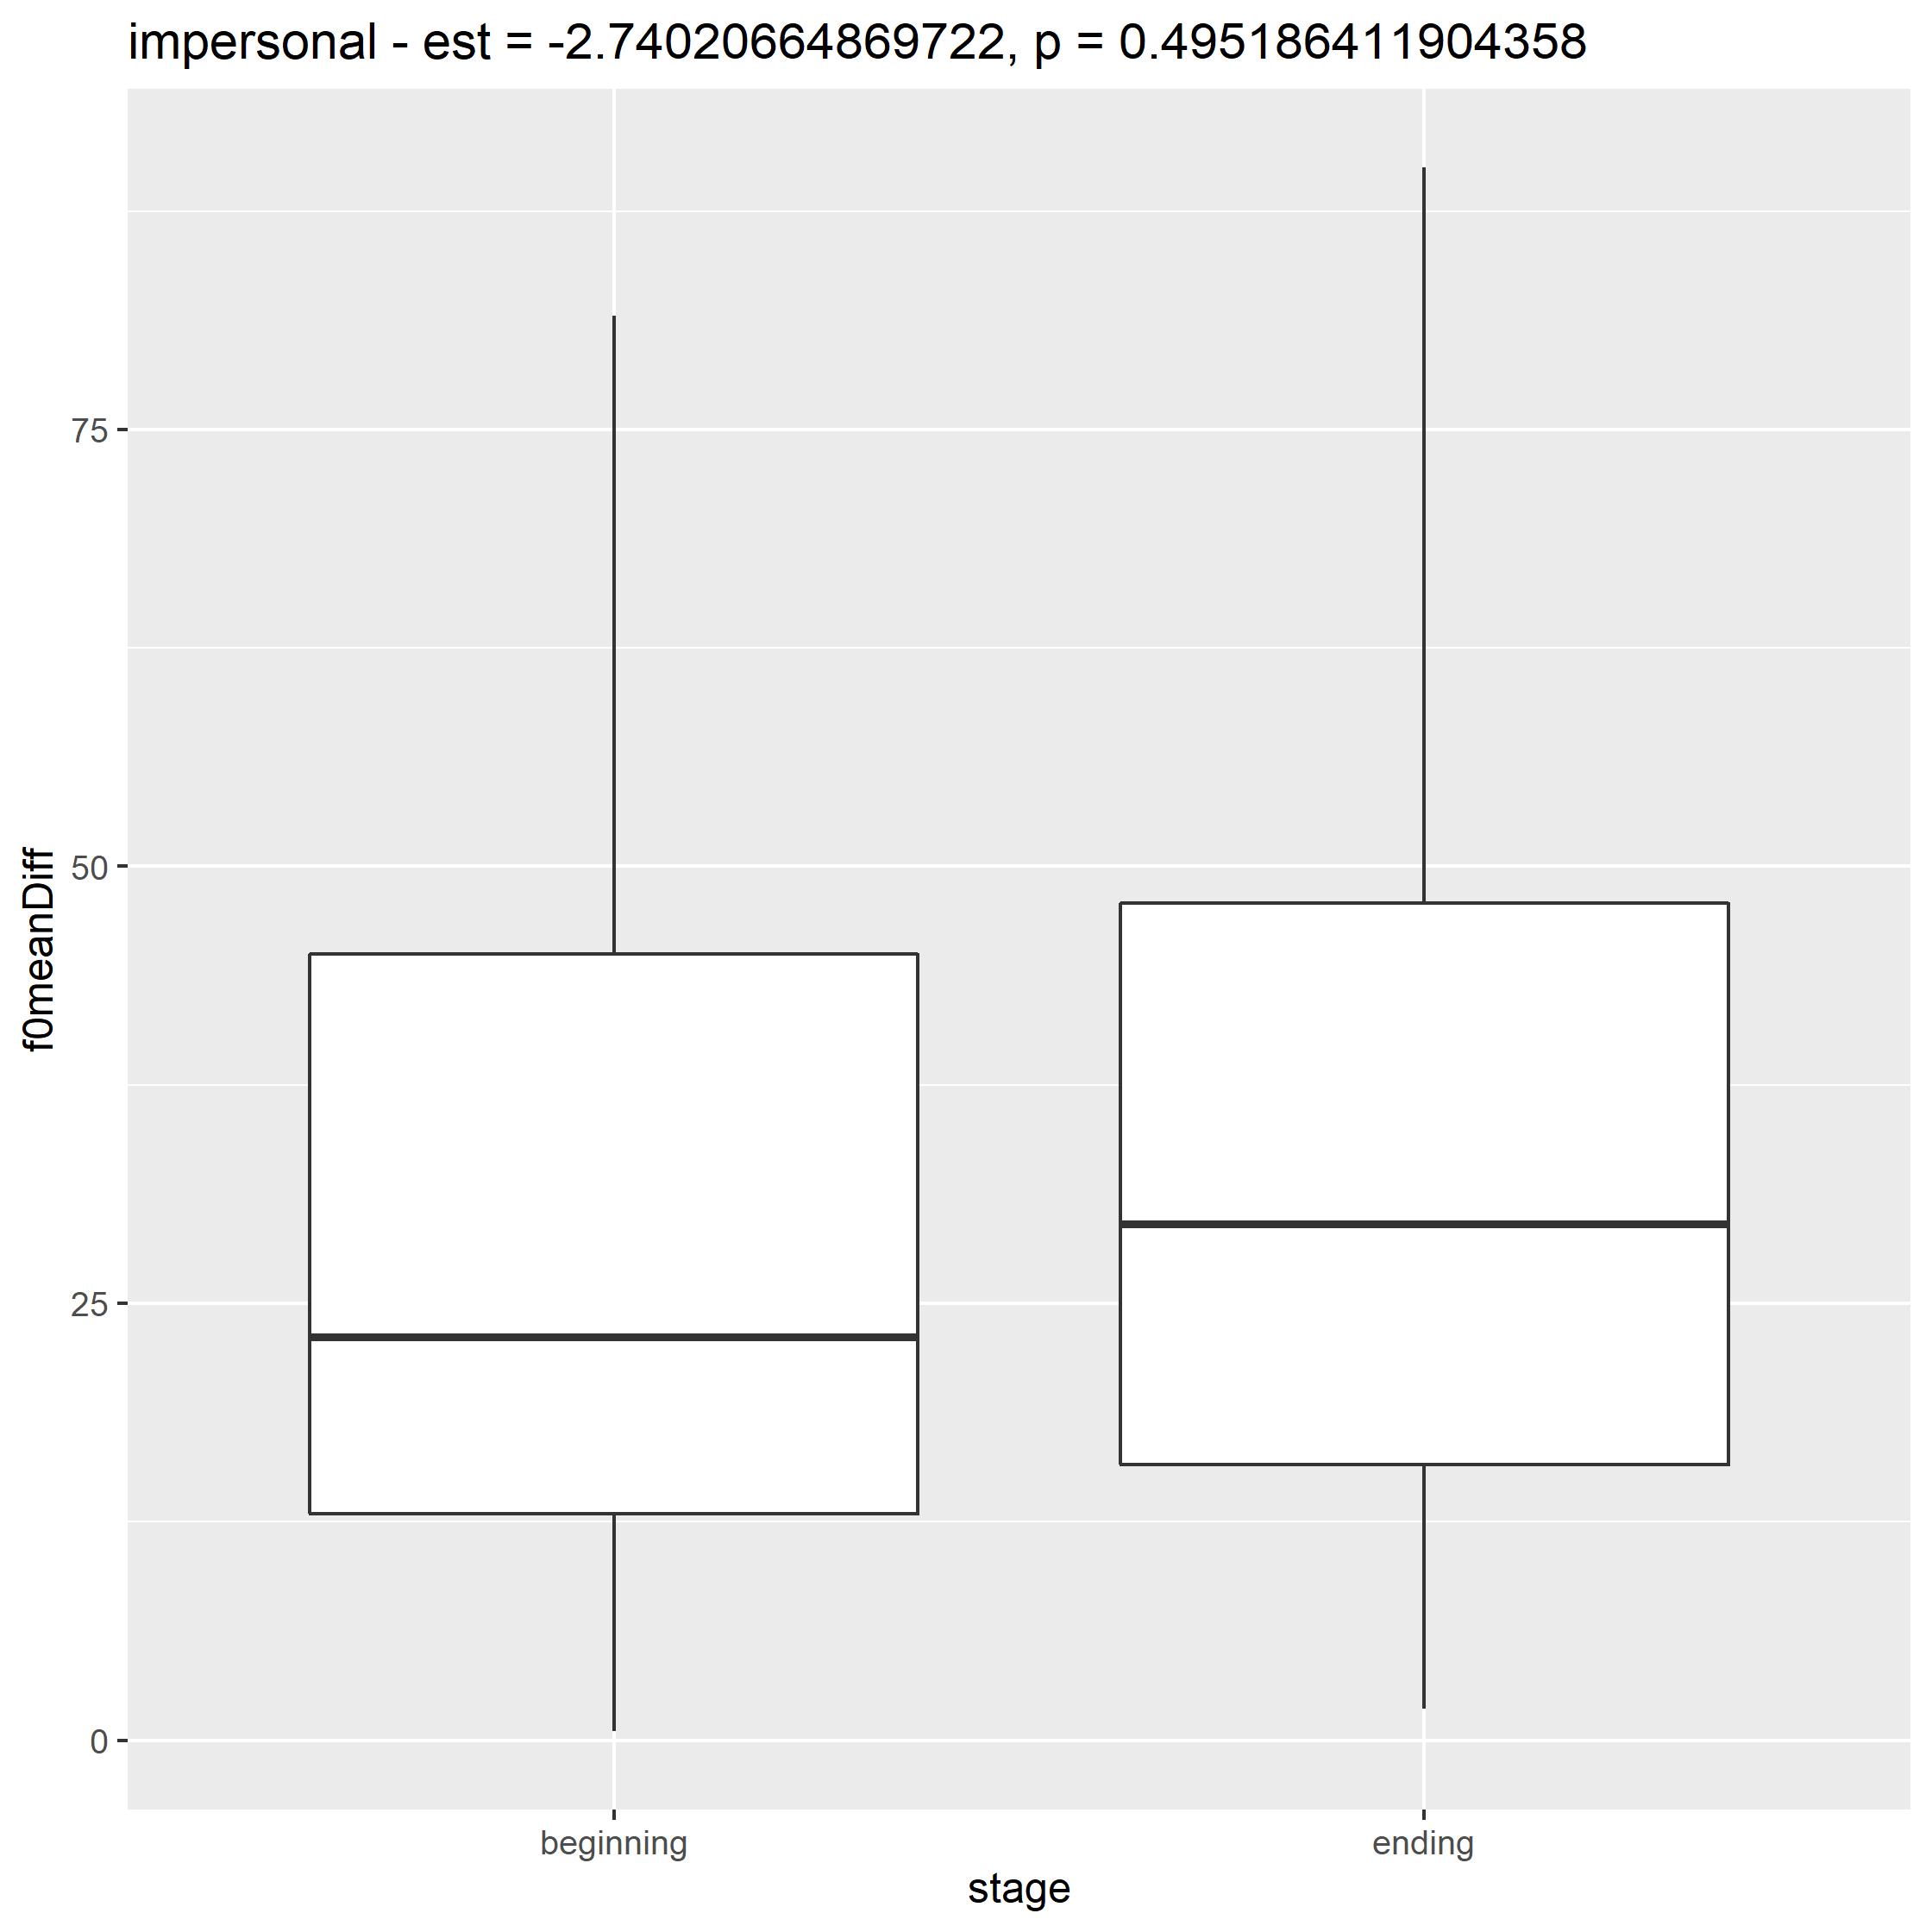 impersonal - est = -2.74020664869722, p = 0.495186411904358
75
50
25
0
f0meanDiff
beginning
ending
stage